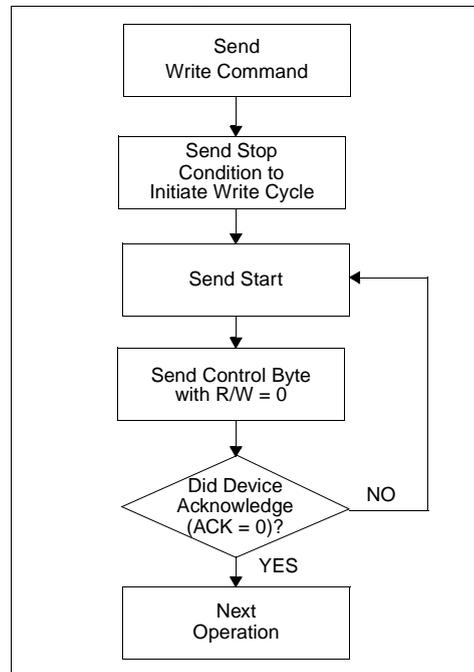 Send
Write Command
Send Stop
Condition to
Initiate Write Cycle
Send Start
Send Control Byte
with R/W = 0
Did Device
Acknowledge
(ACK = 0)?
NO
YES
Next
Operation